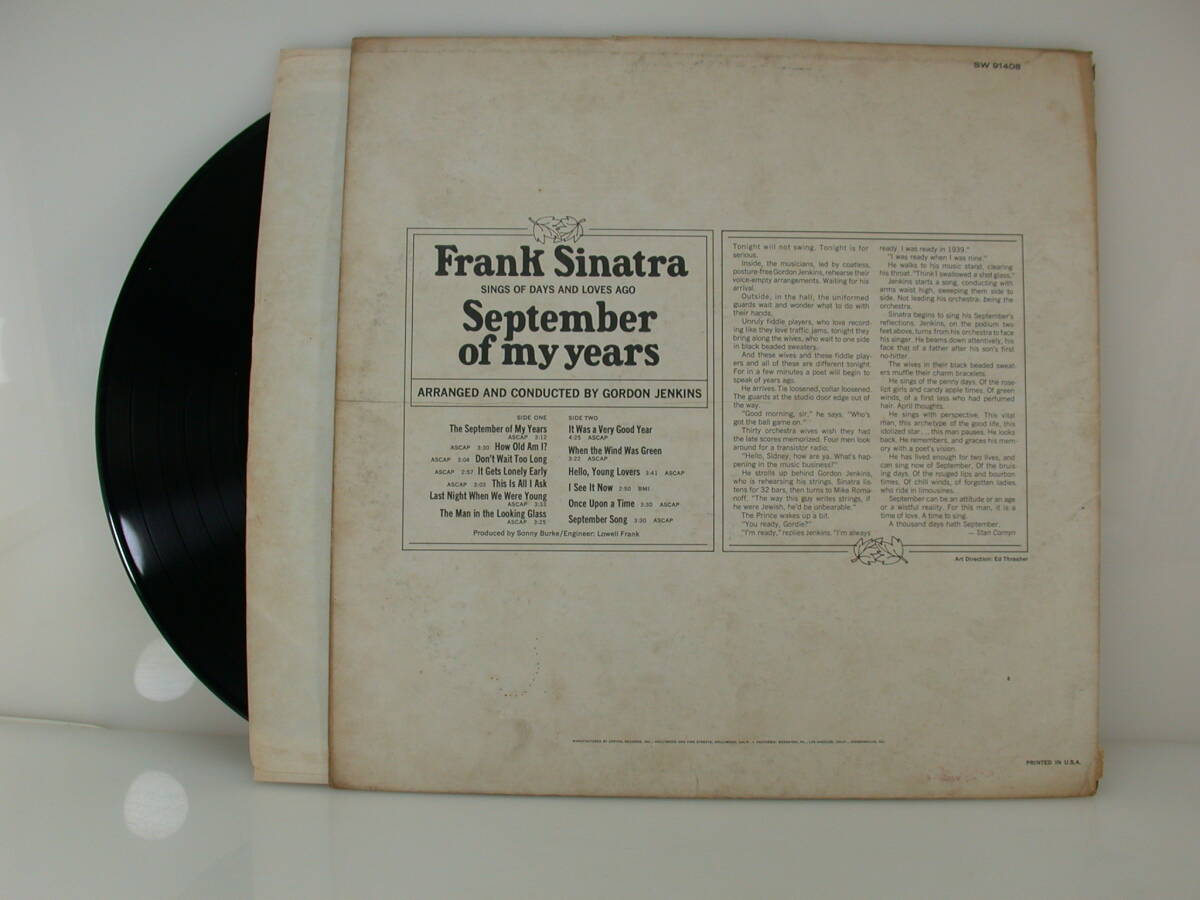 SW 91408
Frank Sinatra
SINGS OF DAYS AND LOVES AGO
September
of my years
ARRANGED AND CONDUCTED BY GORDON JENKINS
SIDE ONE
The September of My Years
ASCAP 3:12
ASCAP 3:30 How Old Am I?
ASCAP 3:04 Don't Wait Too Long
ASCAP 2:57 It Gets Lonely Early
ASCAP 3:03 This Is All I Ask
Last Night When We Were Young
ASCAP 3:33
The Man in the Looking Glass
ASCAP 3:25
SIDE TWO
It Was a Very Good Year
4:25 ASCAP
When the Wind Was Green
3:22 ASCAP
Hello, Young Lovers 3:41 ASCAP
I See It Now 2:50 BMI
Once Upon a Time 3:30 ASCAP
September Song 3:30 ASCAP
Produced by Sonny Burke/Engineer: Lowell Frank
Tonight will not swing. Tonight is for
serious.
Inside, the musicians, led by coatless,
posture-free Gordon Jenkins, rehearse their
voice-empty arrangements. Waiting for his
arrival.
Outside, in the hall, the uniformed
guards wait and wonder what to do with
their hands.
Unruly fiddle players, who love record-
ing like they love traffic jams, tonight they
bring along the wives, who wait to one side
in black beaded sweaters.
And these wives and these fiddle play-
ers and all of these are different tonight.
For in a few minutes a poet will begin to
speak of years ago.
He arrives. Tie loosened, collar loosened.
The guards at the studio door edge out of
the way.
"Good morning, sir," he says. "Who's
got the ball game on."
Thirty orchestra wives wish they had
the late scores memorized. Four men look
around for a transistor radio.
"Hello, Sidney, how are ya. What's hap-
pening in the music business?"
He strolls up behind Gordon Jenkins,
who is rehearsing his strings. Sinatra lis-
tens for 32 bars, then turns to Mike Roma-
noff. "The way this guy writes strings, if
he were Jewish, he'd be unbearable."
The Prince wakes up a bit.
"You ready, Gordie?"
"I'm ready," replies Jenkins. "I'm always
ready. I was ready in 1939."
"I was ready when I was nine."
He walks to his music stand, clearing
his throat. "Think I swallowed a shot glass."
Jenkins starts a song, conducting with
arms waist high, sweeping them side to
side. Not leading his orchestra: being the
orchestra.
Sinatra begins to sing his September's
reflections. Jenkins, on the podium two
feet above, turns from his orchestra to face
his singer. He beams down attentively, his
face that of a father after his son's first
no-hitter.
The wives in their black beaded sweat-
ers muffle their charm bracelets.
He sings of the penny days. Of the rose-
lipt girls and candy apple times. Of green
winds, of a first lass who had perfumed
hair. April thoughts.
He sings with perspective. This vital
man, this archetype of the good life, this
idolized star... this man pauses. He looks
back. He remembers, and graces his mem-
ory with a poet's vision.
He has lived enough for two lives, and
can sing now of September. Of the bruis-
ing days. Of the rouged lips and bourbon
times. Of chill winds, of forgotten ladies
who ride in limousines.
September can be an attitude or an age
or a wistful reality. For this man, it is a
time of love. A time to sing.
A thousand days hath September.
— Stan Cornyn
Art Direction: Ed Thrasher
MANUFACTURED BY CAPITOL RECORDS, INC.
PRINTED IN U.S.A.